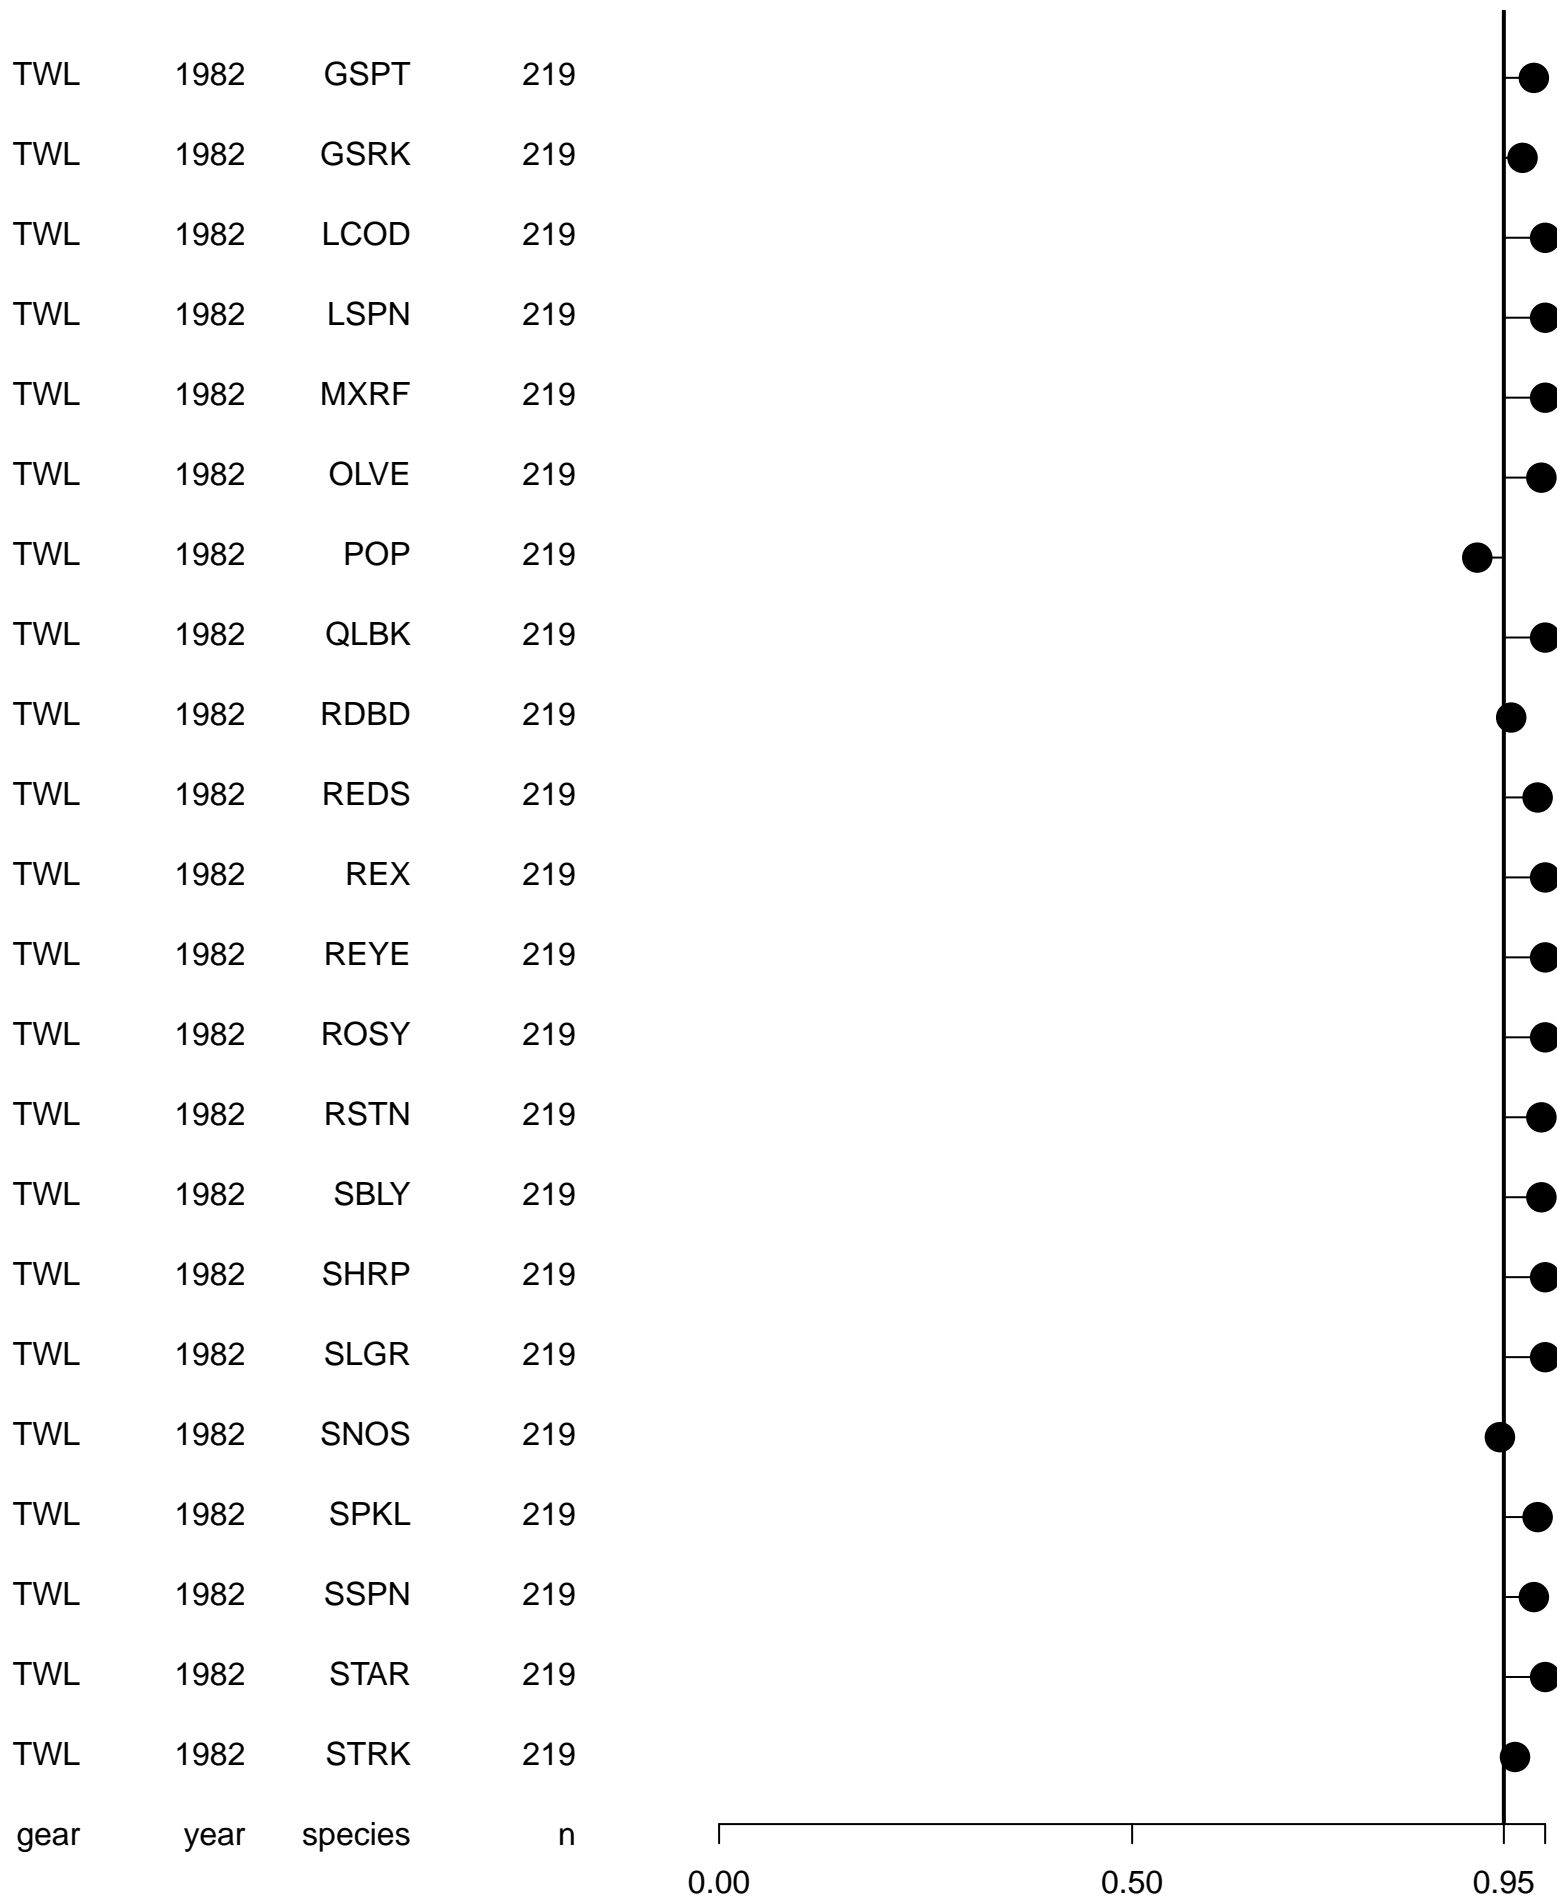 TWL 1982 GSPT 219
TWL 1982 GSRK 219
TWL 1982 LCOD 219
TWL 1982 LSPN 219
TWL 1982 MXRF 219
TWL 1982 OLVE 219
TWL 1982 POP 219
TWL 1982 QLBK 219
TWL 1982 RDBD 219
TWL 1982 REDS 219
TWL 1982 REX 219
TWL 1982 REYE 219
TWL 1982 ROSY 219
TWL 1982 RSTN 219
TWL 1982 SBLY 219
TWL 1982 SHRP 219
TWL 1982 SLGR 219
TWL 1982 SNOS 219
TWL 1982 SPKL 219
TWL 1982 SSPN 219
TWL 1982 STAR 219
TWL 1982 STRK 219
gear year species n
0.00 0.50 0.95